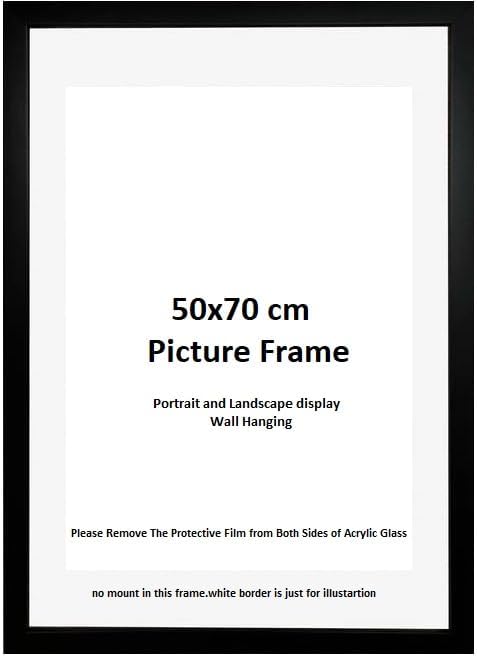 50x70 cm
Picture Frame
Portrait and Landscape display
Wall Hanging
Please Remove The Protective Film from Both Sides of Acrylic Glass
no mount in this frame.white border is just for illustartion